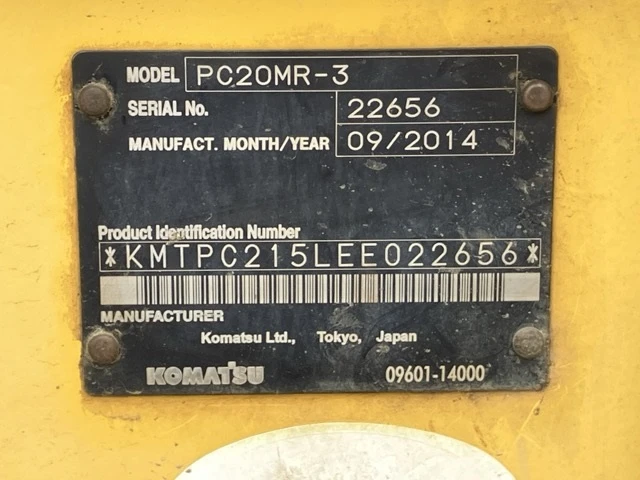 MODEL PC20MR-3
SERIAL No. 22656
MANUFACT. MONTH/YEAR 09/2014
Product Identification Number
*KMTPC215LEE022656*
MANUFACTURER
Komatsu Ltd., Tokyo, Japan
KOMATSU 09601-14000